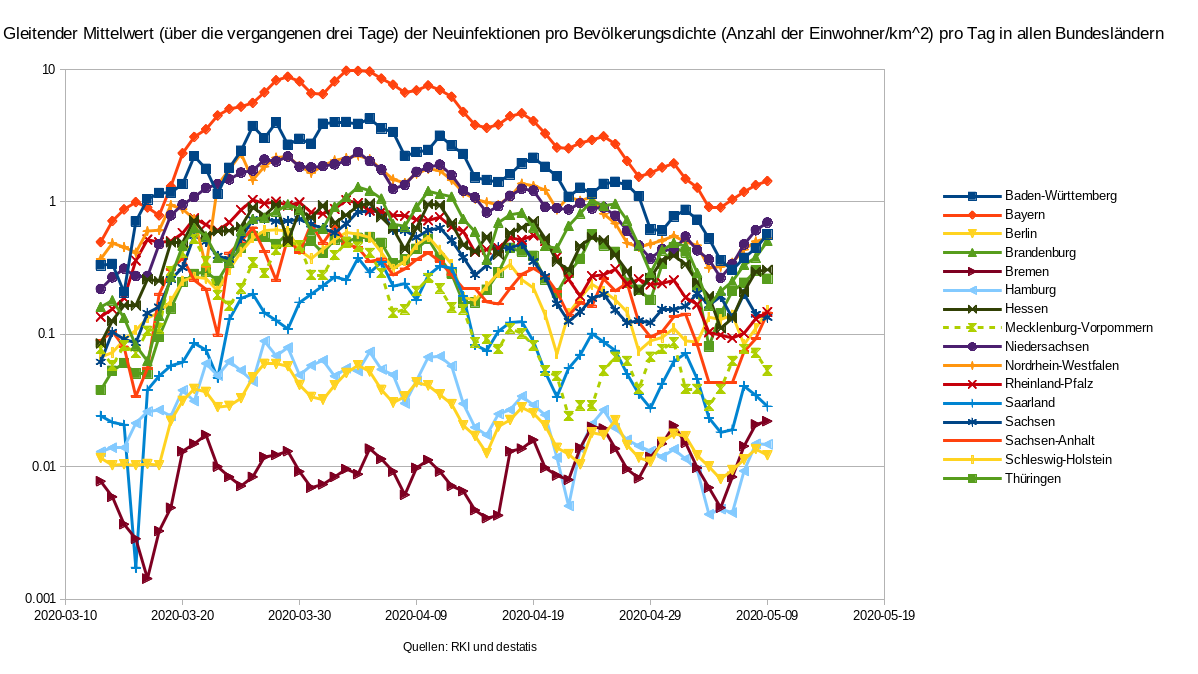 Gleitender Mittelwert (über die vergangenen drei Tage) der Neuinfektionen pro Bevölkerungsdichte (Anzahl der Einwohner/km^2) pro Tag in allen Bundesländern
10
1
0.1
0.01
0.001
2020-03-10
2020-03-20
2020-03-30
2020-04-09
2020-04-19
2020-04-29
2020-05-09
2020-05-19
Quellen: RKI und destatis
Baden-Württemberg
Bayern
Berlin
Brandenburg
Bremen
Hamburg
Hessen
Mecklenburg-Vorpommern
Niedersachsen
Nordrhein-Westfalen
Rheinland-Pfalz
Saarland
Sachsen
Sachsen-Anhalt
Schleswig-Holstein
Thüringen